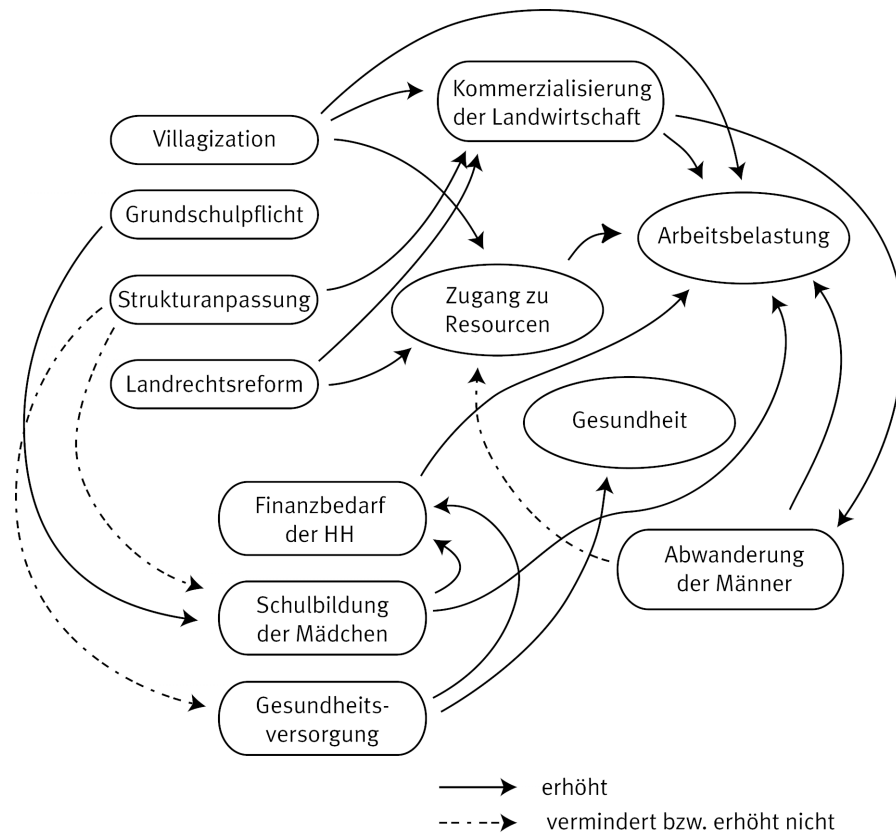 Kommerzialisierung
der Landwirtschaft
Villagization
Grundschulpflicht
Arbeitsbelastung
Strukturanpassung
Zugang zu
Resourcen
Landrechtsreform
Gesundheit
Finanzbedarf
der HH
Abwanderung
der Männer
Schulbildung
der Mädchen
Gesundheits-
versorgung
erhöht
vermindert bzw. erhöht nicht